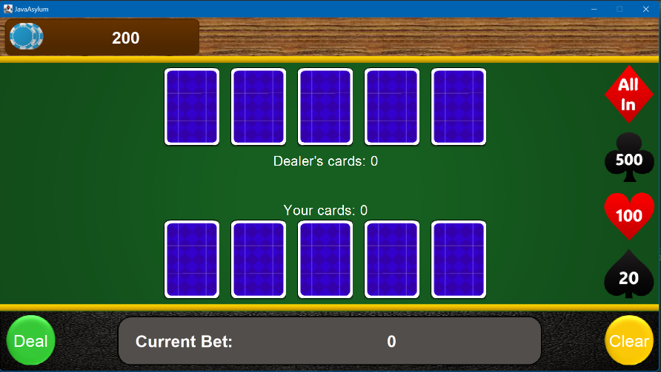 JavaAsylum
200
All
In
Dealer's cards: 0
500
Your cards: 0
100
20
Deal
Current Bet: 0
Clear